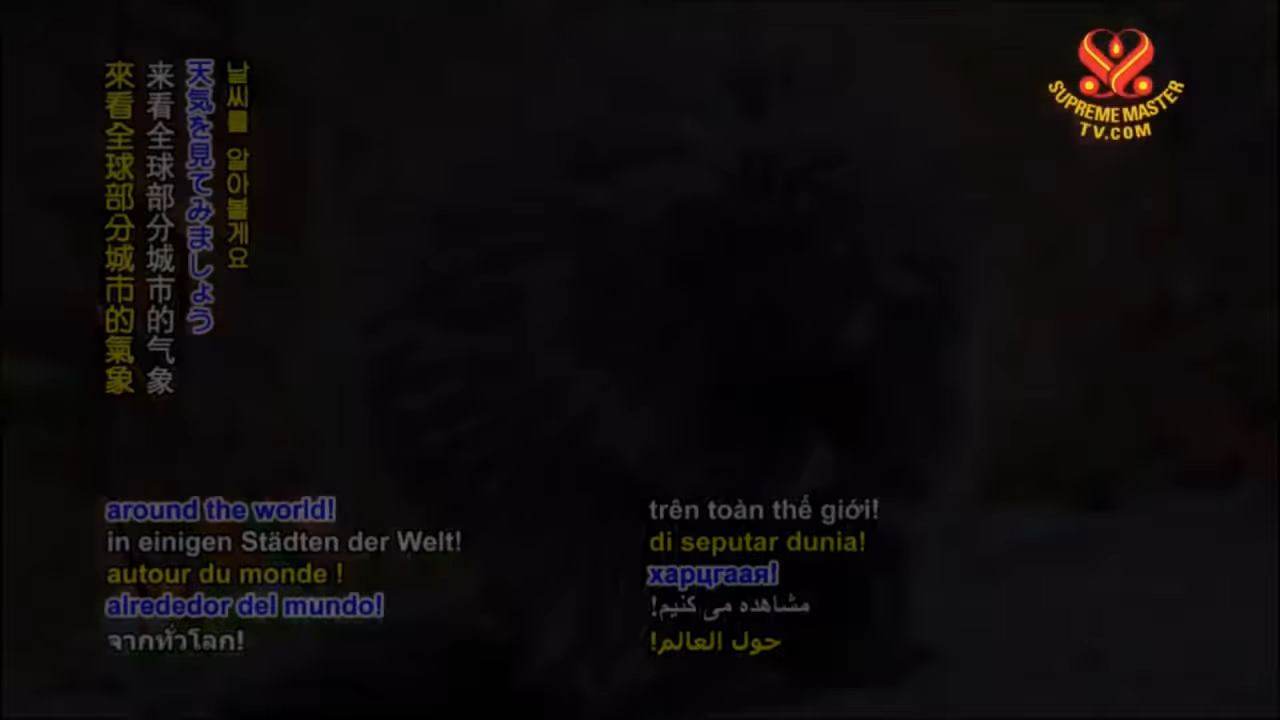 來看全球部分城市的氣象
来看全球部分城市的气象
天気を見てみましょう
날씨를 알아볼게요
SUPREME MASTER
TV.COM
around the world!
in einigen Städten der Welt!
autour du monde !
alrededor del mundo!
จากทั่วโลก!
trên toàn thế giới!
di seputar dunia!
харцгаая!
مشاهده می کنیم!
حول العالم!